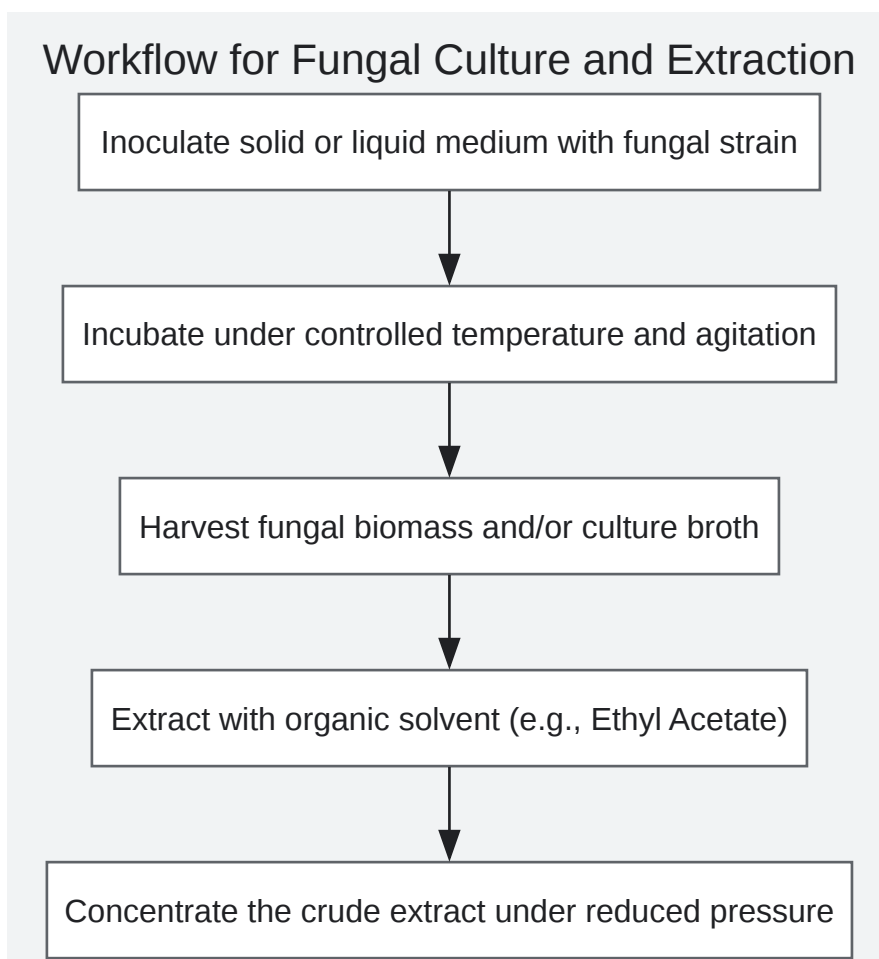 Workflow for Fungal Culture and Extraction
Inoculate solid or liquid medium with fungal strain
Incubate under controlled temperature and agitation
Harvest fungal biomass and/or culture broth
Extract with organic solvent (e.g., Ethyl Acetate)
Concentrate the crude extract under reduced pressure